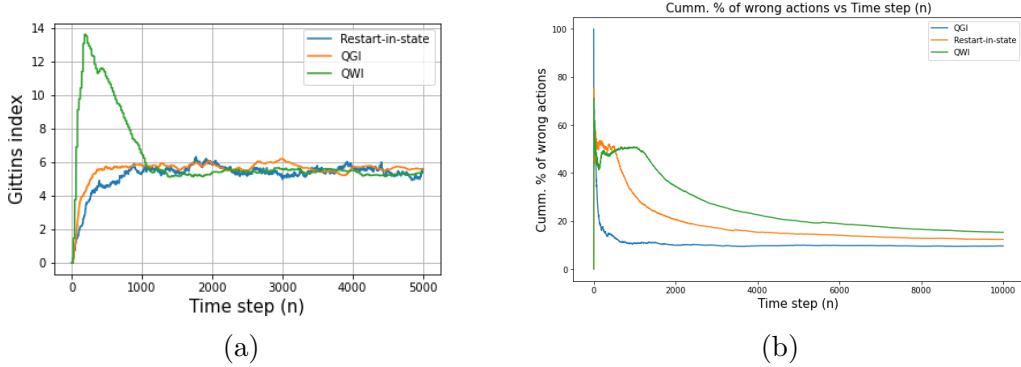 14
12
10
8
6
4
2
0
Gittins index
0 1000 2000 3000 4000 5000
Time step (n)
Restart-in-state
QGI
QWI
(a)
Cumm. % of wrong actions vs Time step (n)
100
80
60
40
20
0
Cumm. % of wrong actions
0 2000 4000 6000 8000 10000
Time step (n)
QGI
Restart-in-state
QWI
(b)